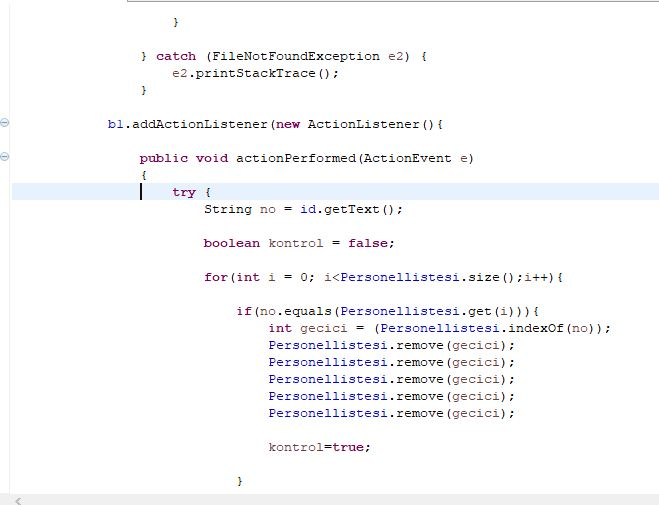 }
} catch (FileNotFoundException e2) {
e2.printStackTrace();
}
bl.addActionListener(new ActionListener(){
public void actionPerformed(ActionEvent e)
{
try {
String no = id.getText();
boolean kontrol = false;
for(int i = 0; i<Personellistesi.size();i++){
if(no.equals(Personellistesi.get(i))){
int gecici = (Personellistesi.indexOf(no));
Personellistesi.remove(gecici);
Personellistesi.remove(gecici);
Personellistesi.remove(gecici);
Personellistesi.remove(gecici);
Personellistesi.remove(gecici);
kontrol=true;
}